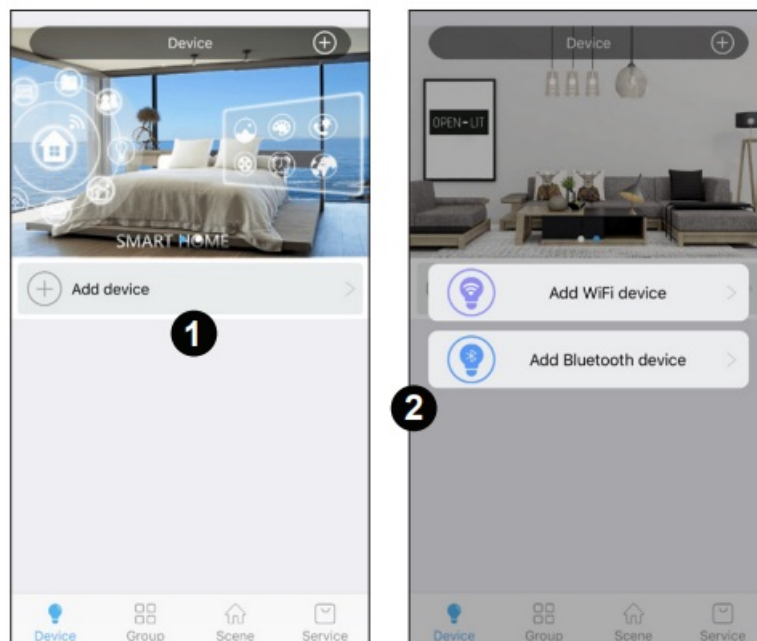 Device
SMART HOME
Add device
1
Device
Group
Scene
Service
Device
OPEN-LIT
Add WiFi device
Add Bluetooth device
2
Device
Group
Scene
Service